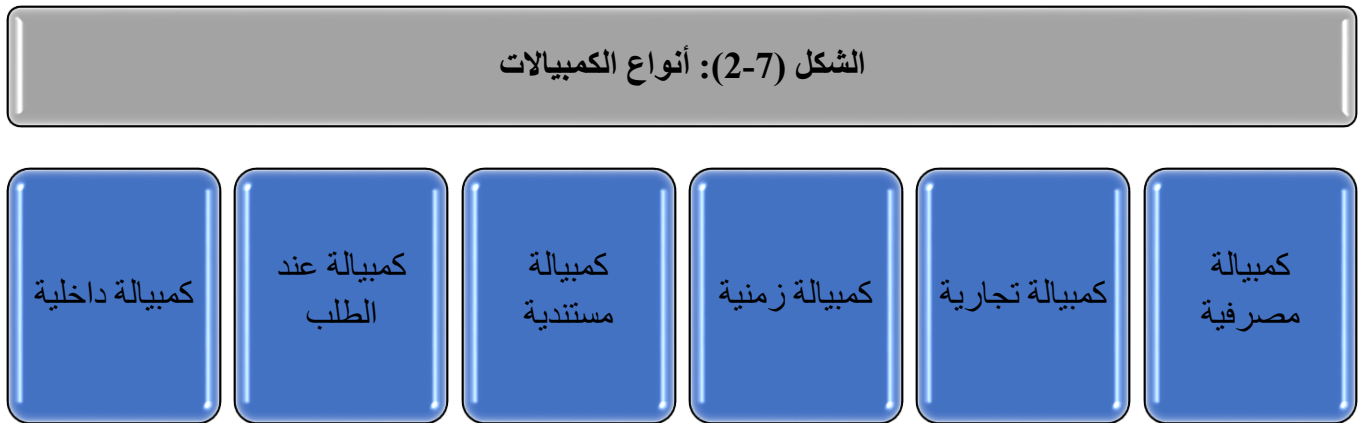 الشكل (7-2): أنواع الكمبيالات
كمبيالة
مصرفية
كمبيالة تجارية
كمبيالة زمنية
كمبيالة
مستندية
كمبيالة عند
الطلب
كمبيالة داخلية